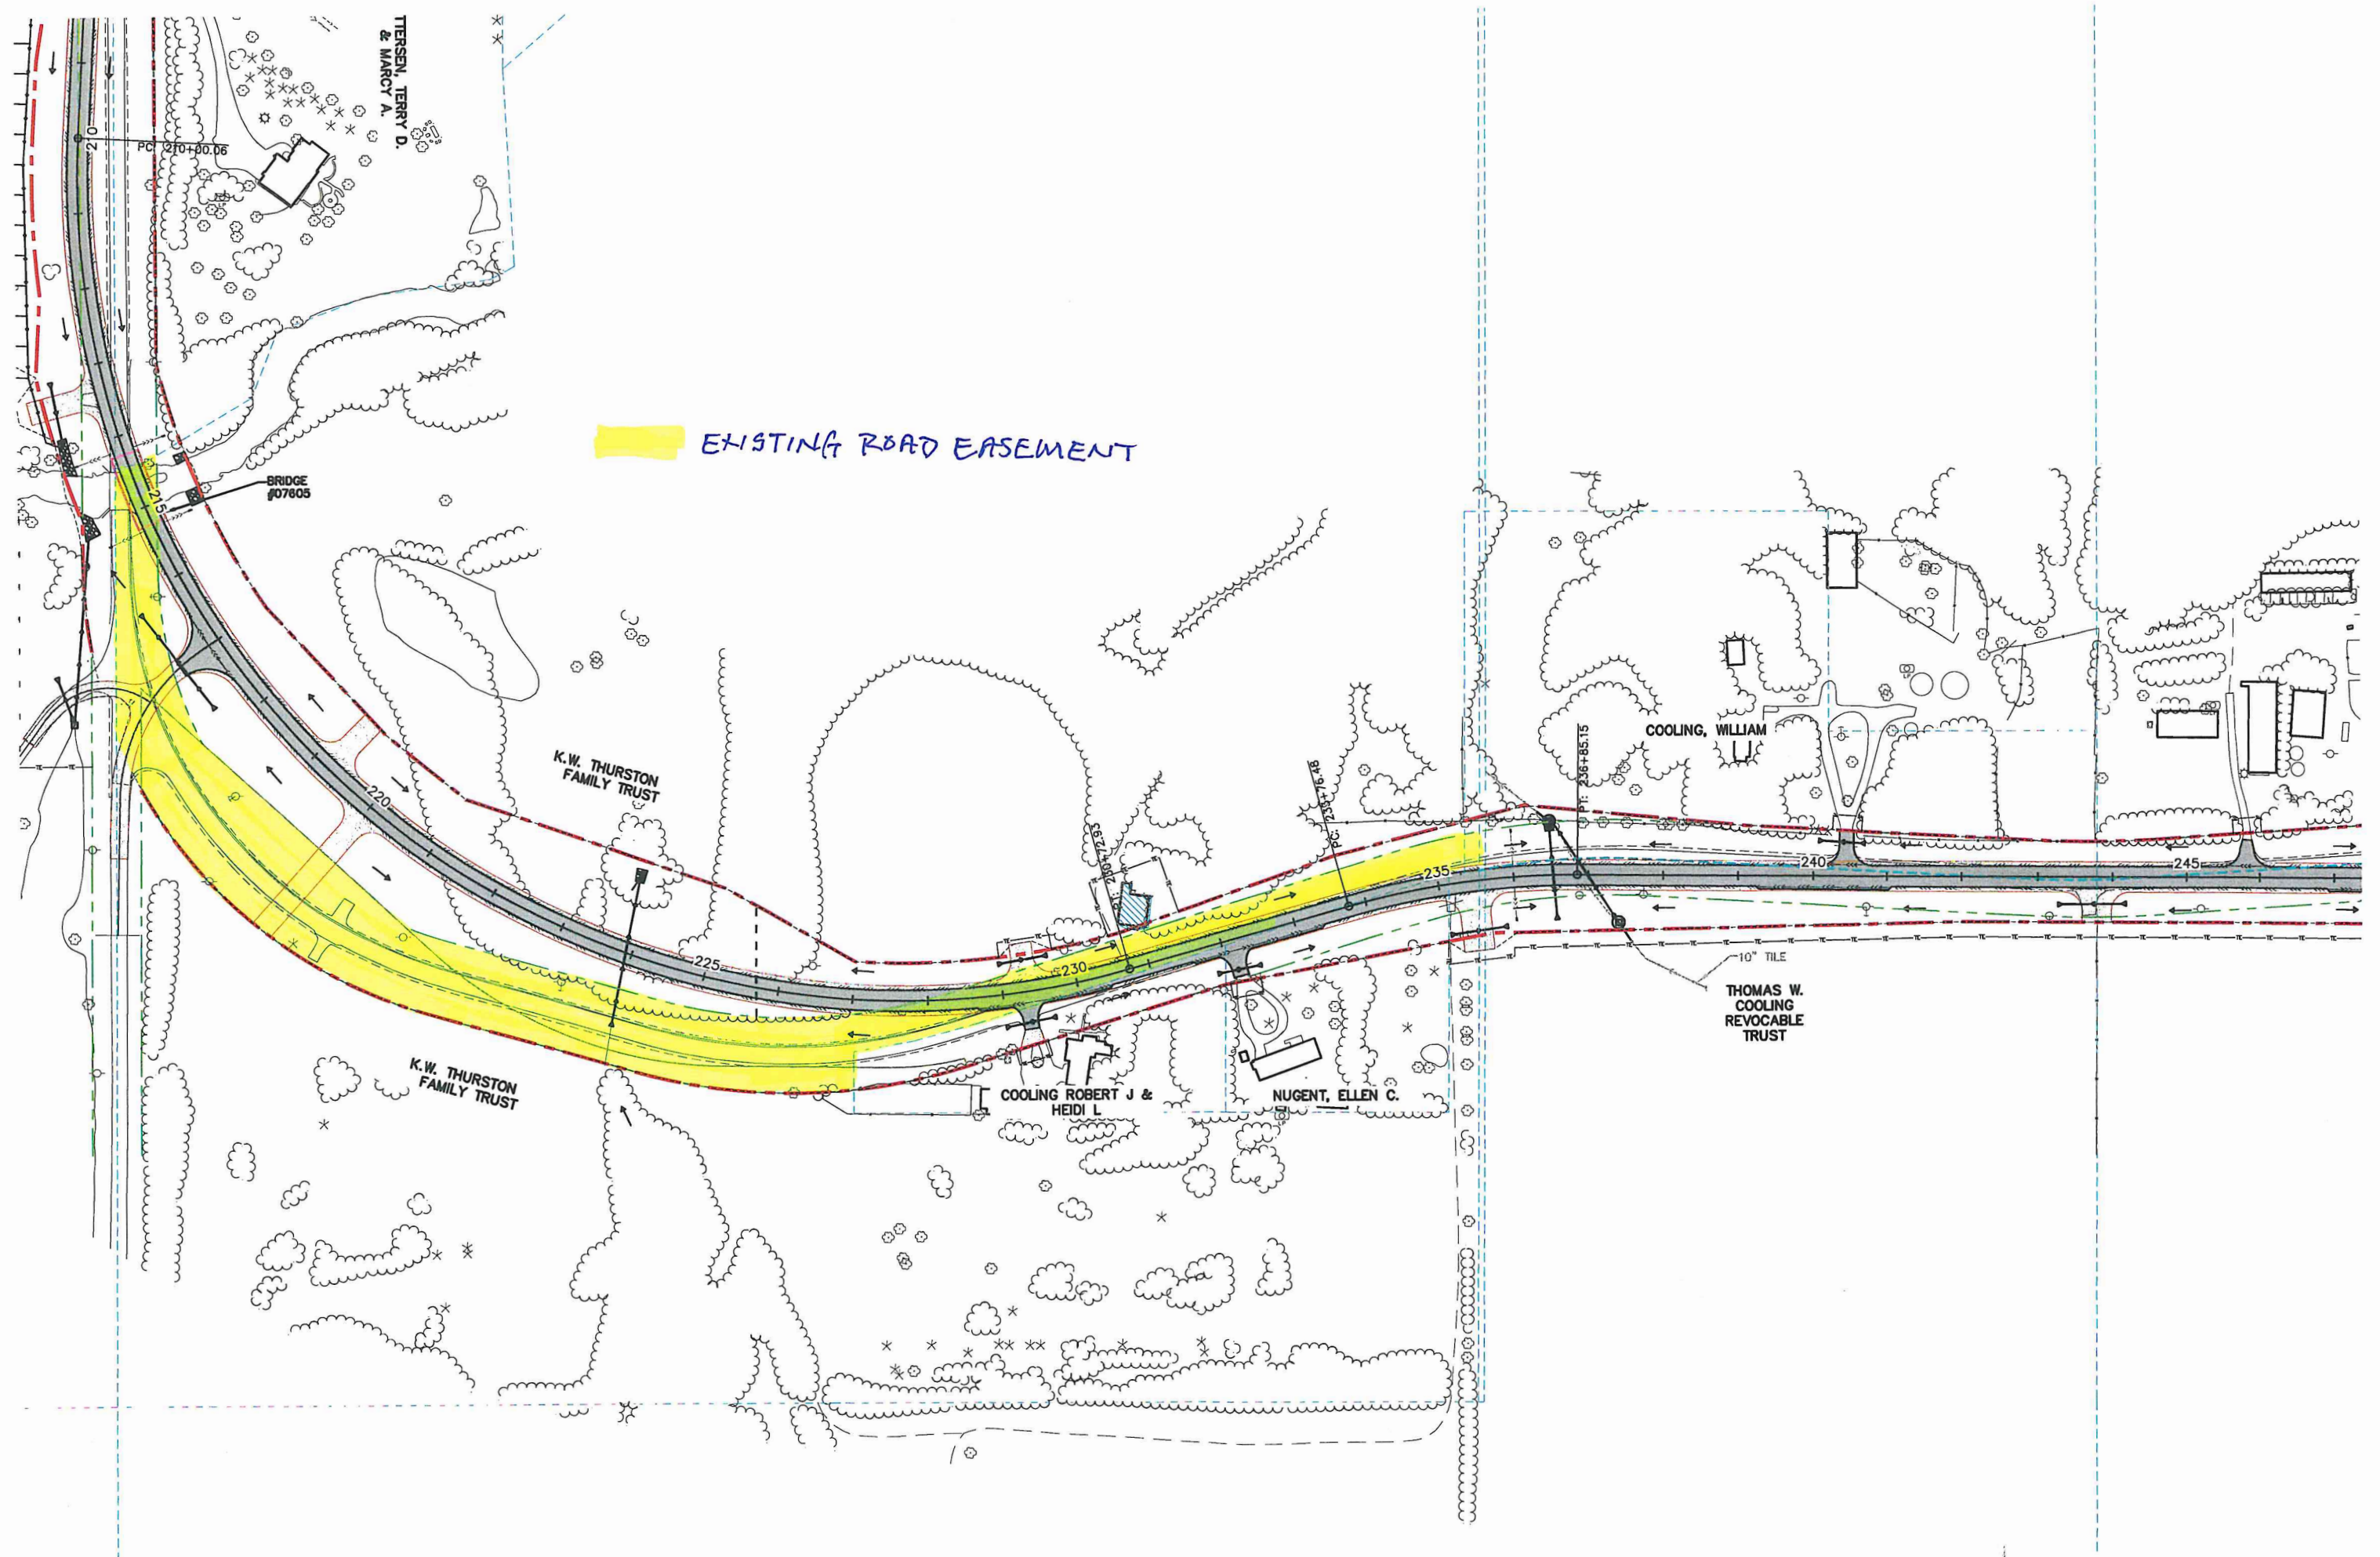 TTERSEN, TERRY D.
& MARCY A.
210
PC: 210+00.06
EXISTING ROAD EASEMENT
BRIDGE
#07605
215
K.W. THURSTON
FAMILY TRUST
220
225
230
PC: 235+76.48
235
PT: 236+85.15
COOLING, WILLIAM
240
245
10" TILE
THOMAS W.
COOLING
REVOCABLE
TRUST
K.W. THURSTON
FAMILY TRUST
COOLING ROBERT J &
HEIDI L
NUGENT, ELLEN C.